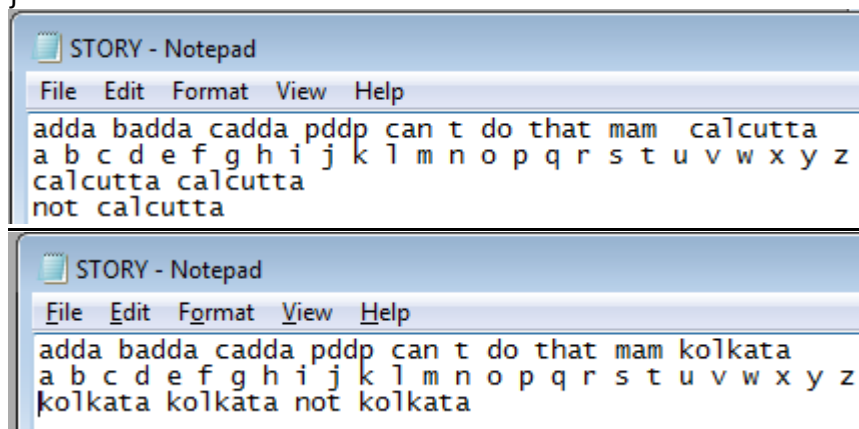 }
STORY - Notepad
File Edit Format View Help
adda badda cadda pddp can t do that mam  calcutta
a b c d e f g h i j k l m n o p q r s t u v w x y z
calcutta calcutta
not calcutta
STORY - Notepad
File Edit Format View Help
adda badda cadda pddp can t do that mam kolkata
a b c d e f g h i j k l m n o p q r s t u v w x y z
kolkata kolkata not kolkata